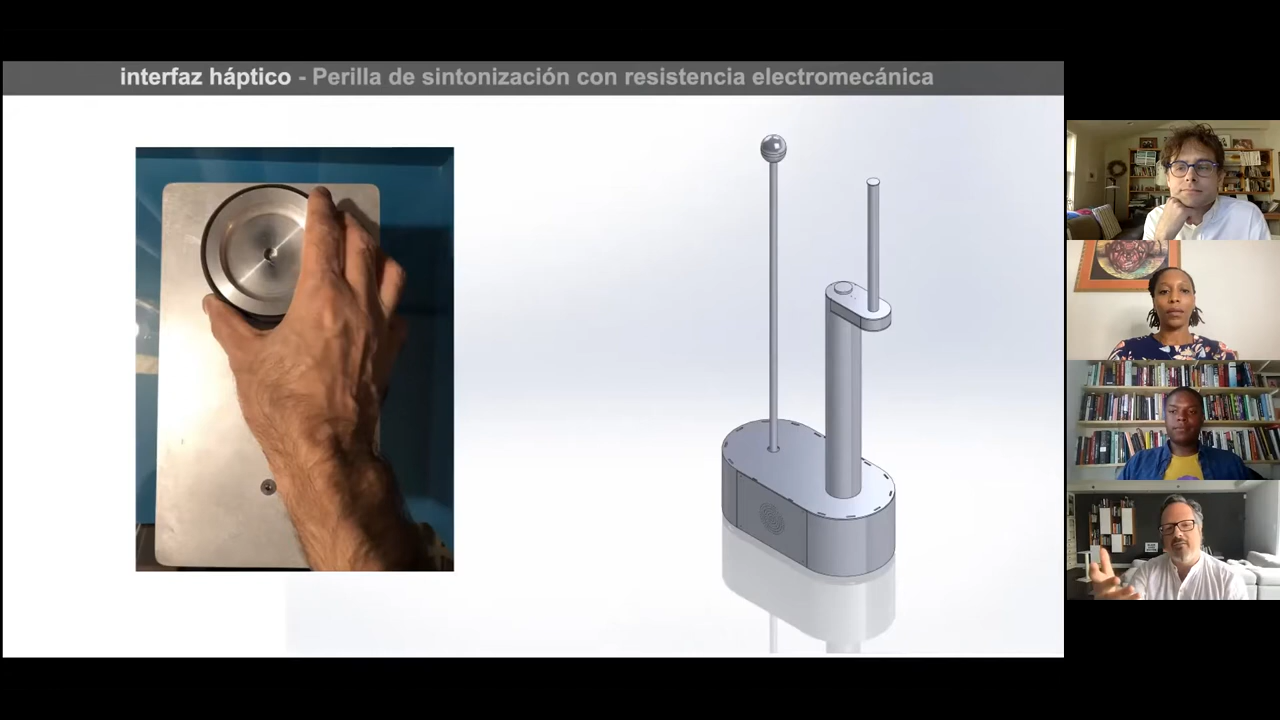 interfaz háptico - Perilla de sintonización con resistencia electromecánica